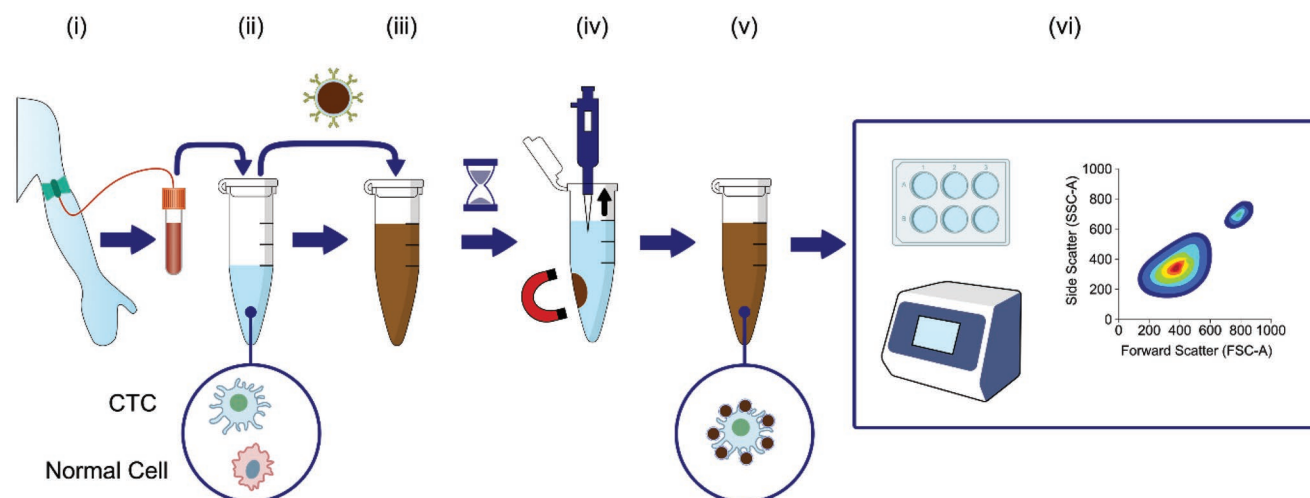 (i)
(ii)
(iii)
(iv)
(v)
(vi)
CTC
Normal Cell
1 2 3
A
B
Side Scatter (SSC-A)
1000
800
600
400
200
0
0 200 400 600 800 1000
Forward Scatter (FSC-A)